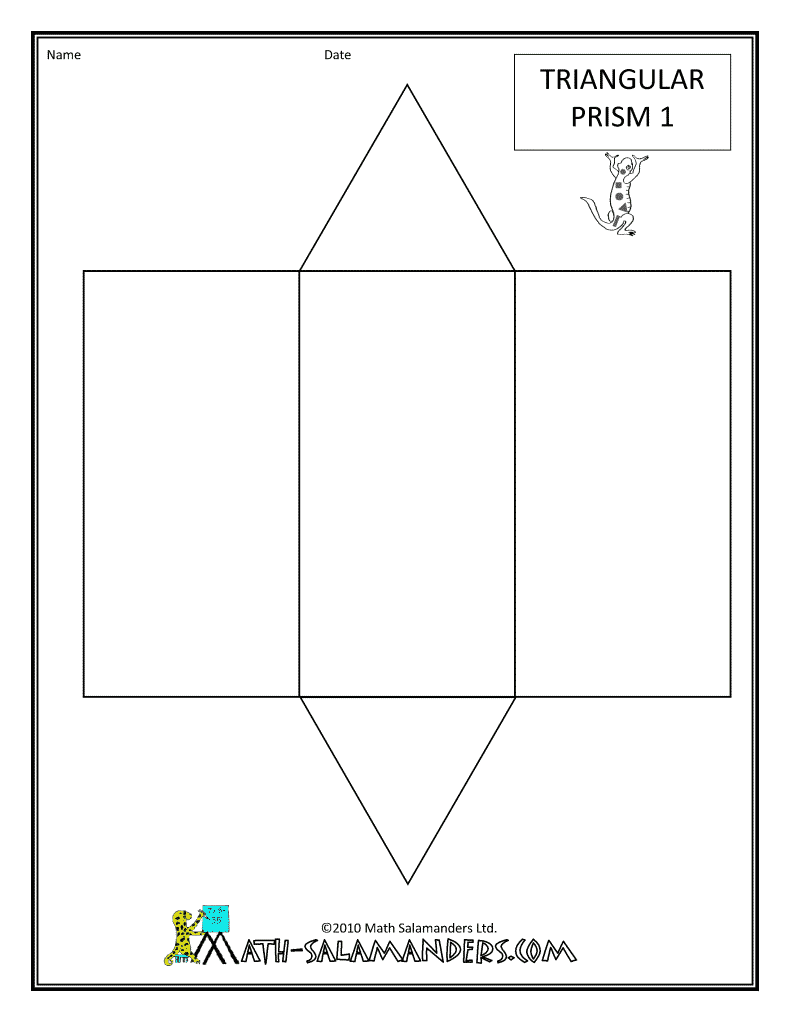 Name
Date
TRIANGULAR
PRISM 1
©2010 Math Salamanders Ltd.
MATH-SALAMANDERS.COM